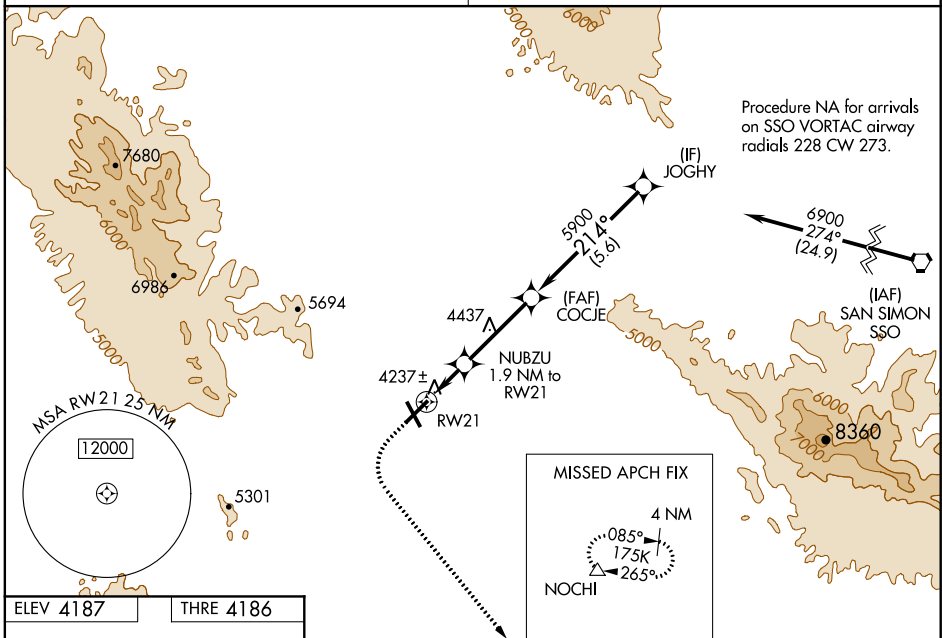 5000
6000
7680
6000
6986
5694
5000
Procedure NA for arrivals
on SSO VORTAC airway
radials 228 CW 273.
(IF)
JOGHY
5900
214°
(5.6)
6900
274°
(24.9)
(IAF)
SAN SIMON
SSO
(FAF)
COCJE
4437
NUBZU
1.9 NM to
RW21
4237±
RW21
5000
6000
7000
8360
MSA RW21 25 NM
12000
5301
MISSED APCH FIX
4 NM
085°
175K
265°
NOCHI
ELEV 4187
THRE 4186